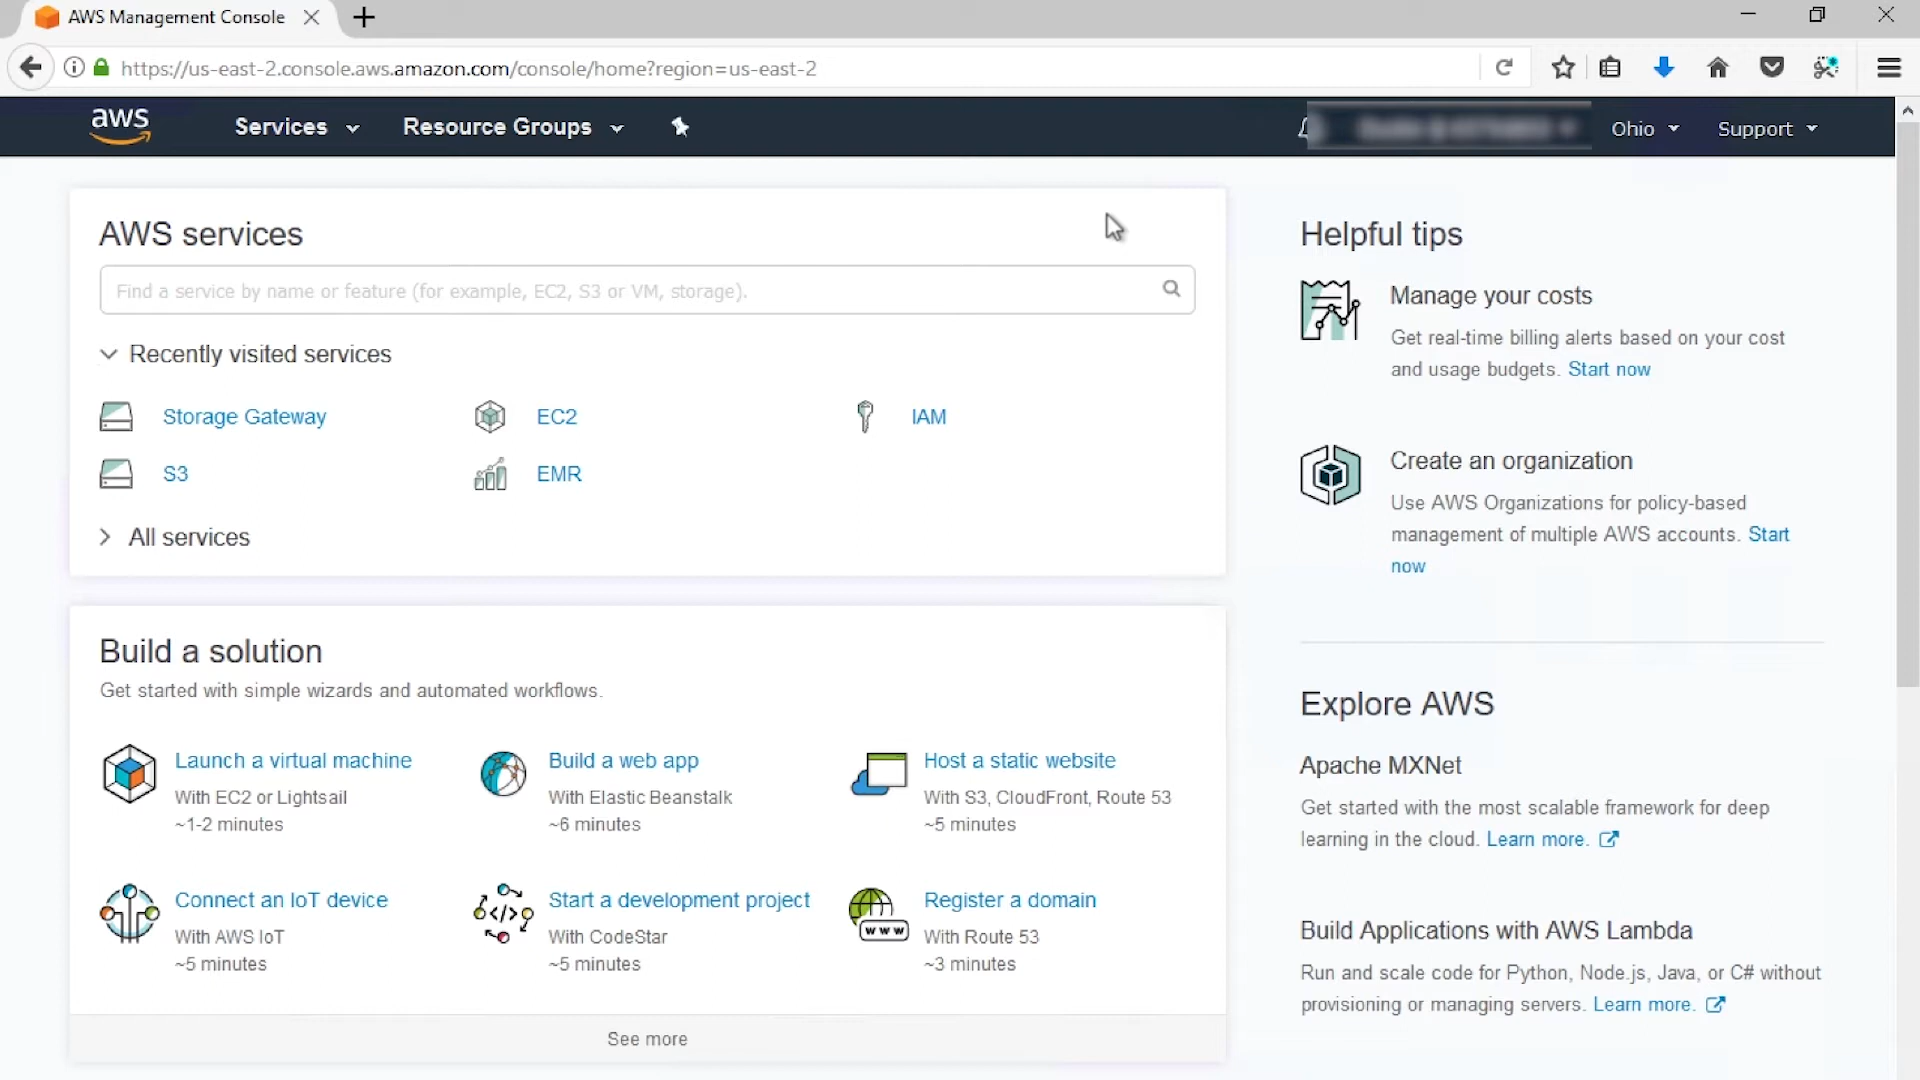 AWS Management Console
https://us-east-2.console.aws.amazon.com/console/home?region=us-east-2
aws
Services
Resource Groups
Ohio
Support
AWS services
Find a service by name or feature (for example, EC2, S3 or VM, storage).
Recently visited services
Storage Gateway
EC2
IAM
S3
EMR
All services
Build a solution
Get started with simple wizards and automated workflows.
Launch a virtual machine
With EC2 or Lightsail
~1-2 minutes
Build a web app
With Elastic Beanstalk
~6 minutes
Host a static website
With S3, CloudFront, Route 53
~5 minutes
Connect an IoT device
With AWS IoT
~5 minutes
Start a development project
With CodeStar
~5 minutes
www
Register a domain
With Route 53
~3 minutes
See more
Helpful tips
Manage your costs
Get real-time billing alerts based on your cost
and usage budgets. Start now
Create an organization
Use AWS Organizations for policy-based
management of multiple AWS accounts. Start
now
Explore AWS
Apache MXNet
Get started with the most scalable framework for deep
learning in the cloud. Learn more.
Build Applications with AWS Lambda
Run and scale code for Python, Node.js, Java, or C# without
provisioning or managing servers. Learn more.